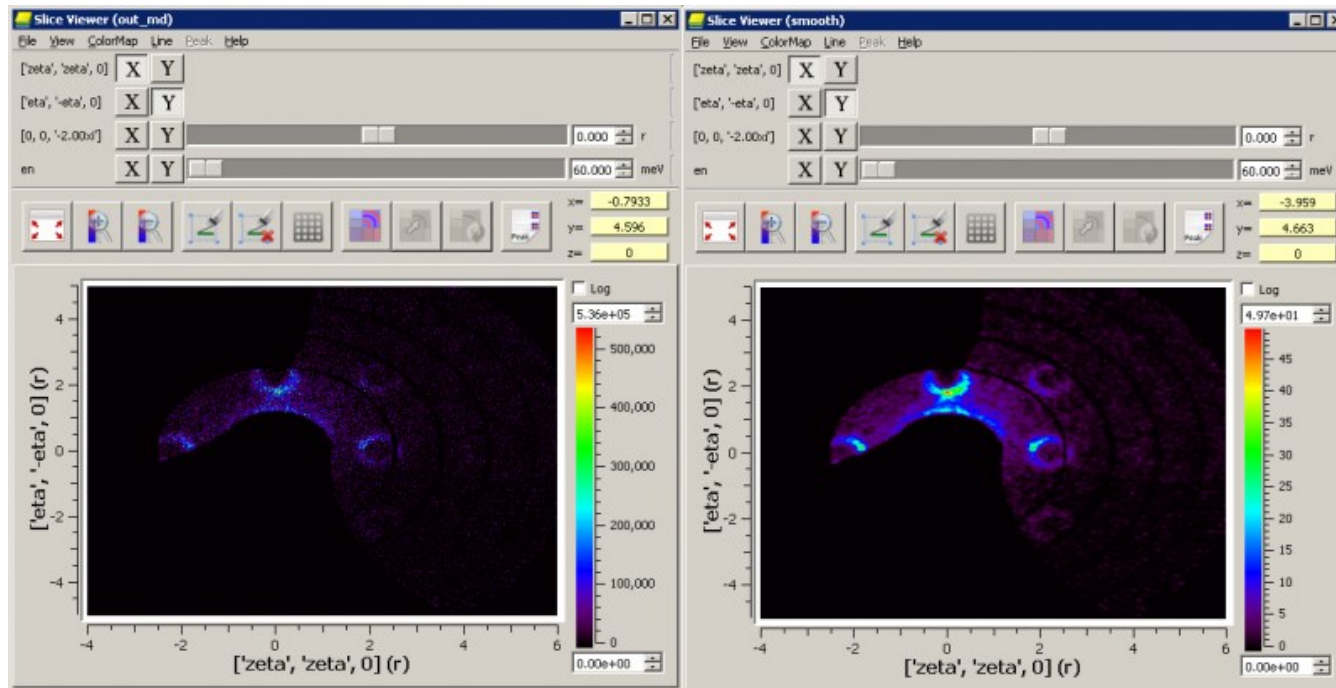 Slice Viewer (out_md)
File View ColorMap Line Peak Help
['zeta', 'zeta', 0] X Y
['eta', '-eta', 0] X Y
[0, 0, '-2.00xi'] X Y 0.000 r
en X Y 60.000 meV
Peak
x= -0.7933
y= 4.596
z= 0
Log
5.36e+05
500,000
400,000
300,000
200,000
100,000
0
0.00e+00
4
2
0
-2
-4
['eta', '-eta', 0] (r)
-4 -2 0 2 4 6
['zeta', 'zeta', 0] (r)
Slice Viewer (smooth)
File View ColorMap Line Peak Help
['zeta', 'zeta', 0] X Y
['eta', '-eta', 0] X Y
[0, 0, '-2.00xi'] X Y 0.000 r
en X Y 60.000 meV
Peak
x= -3.959
y= 4.663
z= 0
Log
4.97e+01
45
40
35
30
25
20
15
10
5
0
0.00e+00
4
2
0
-2
-4
['eta', '-eta', 0] (r)
-4 -2 0 2 4 6
['zeta', 'zeta', 0] (r)